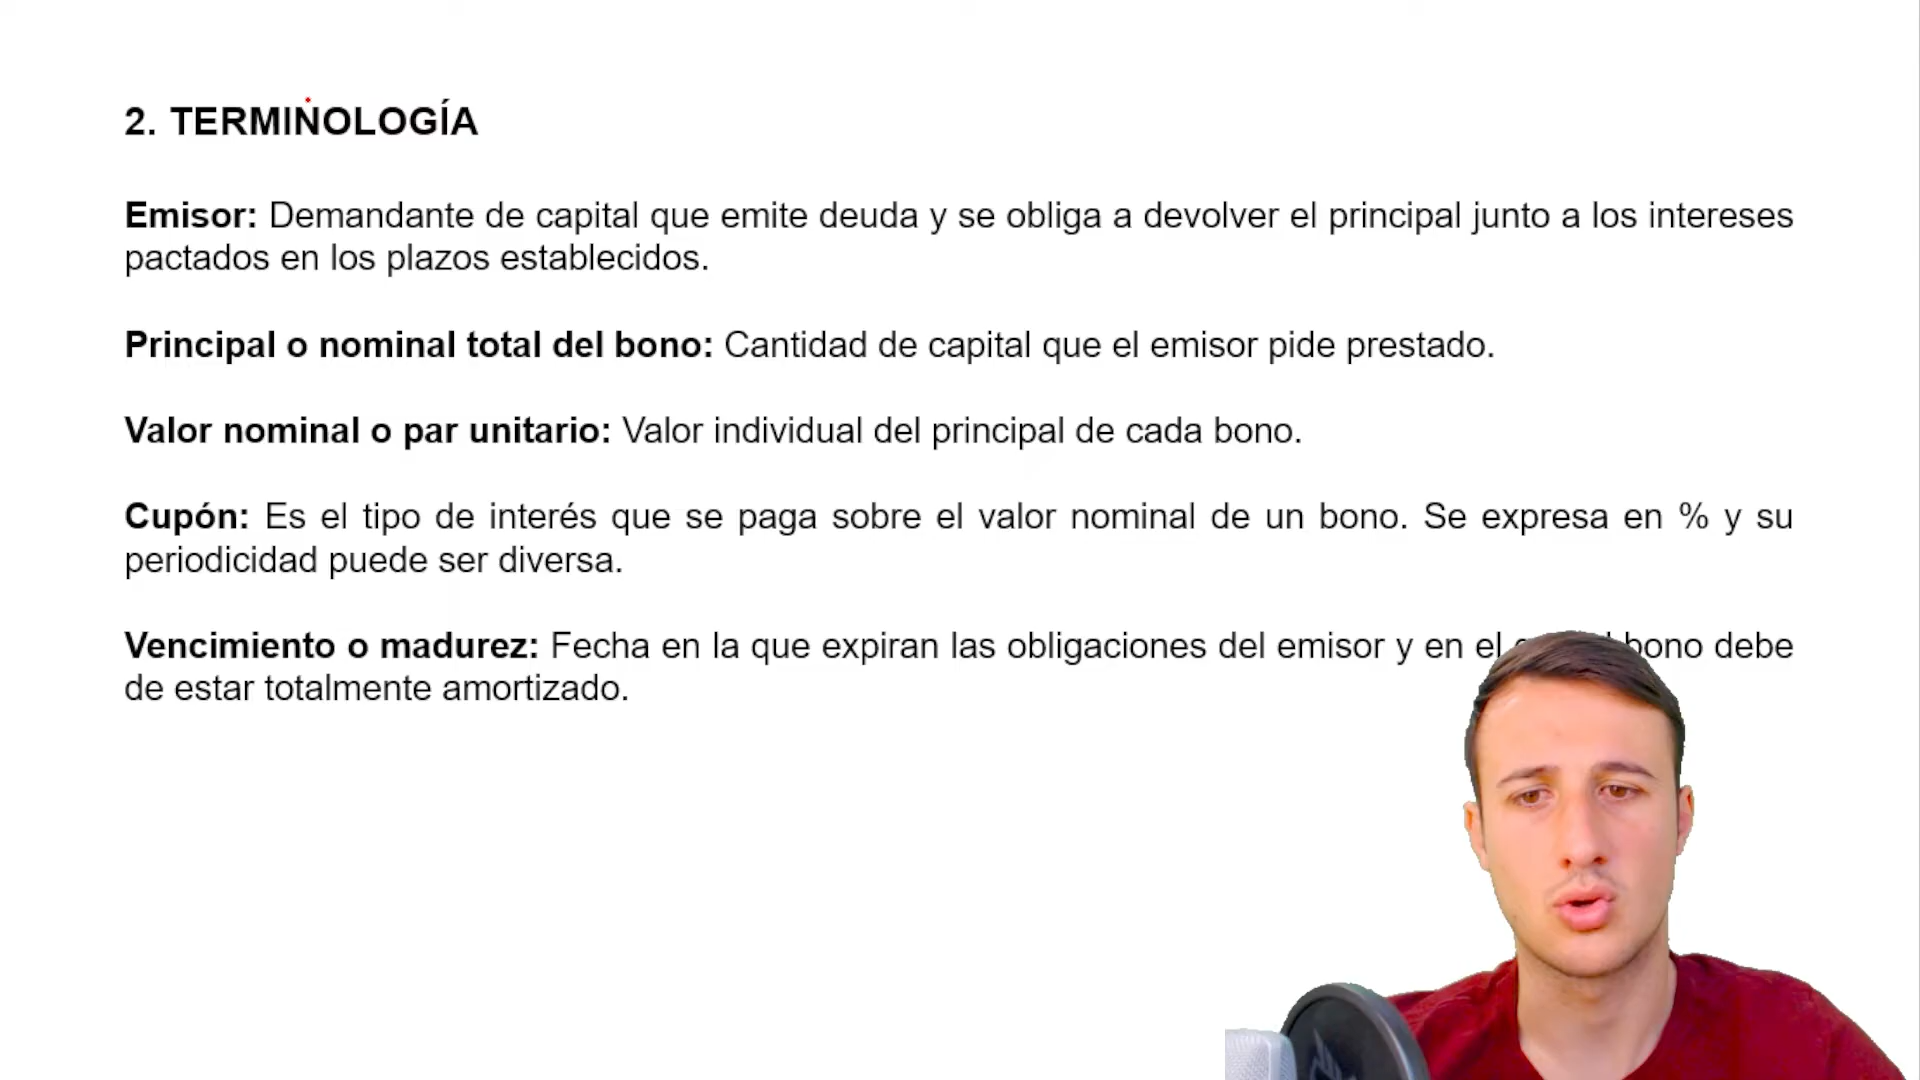 2. TERMINOLOGÍA
Emisor: Demandante de capital que emite deuda y se obliga a devolver el principal junto a los intereses
pactados en los plazos establecidos.
Principal o nominal total del bono: Cantidad de capital que el emisor pide prestado.
Valor nominal o par unitario: Valor individual del principal de cada bono.
Cupón: Es el tipo de interés que se paga sobre el valor nominal de un bono. Se expresa en % y su
periodicidad puede ser diversa.
Vencimiento o madurez: Fecha en la que expiran las obligaciones del emisor y en el bono debe
de estar totalmente amortizado.